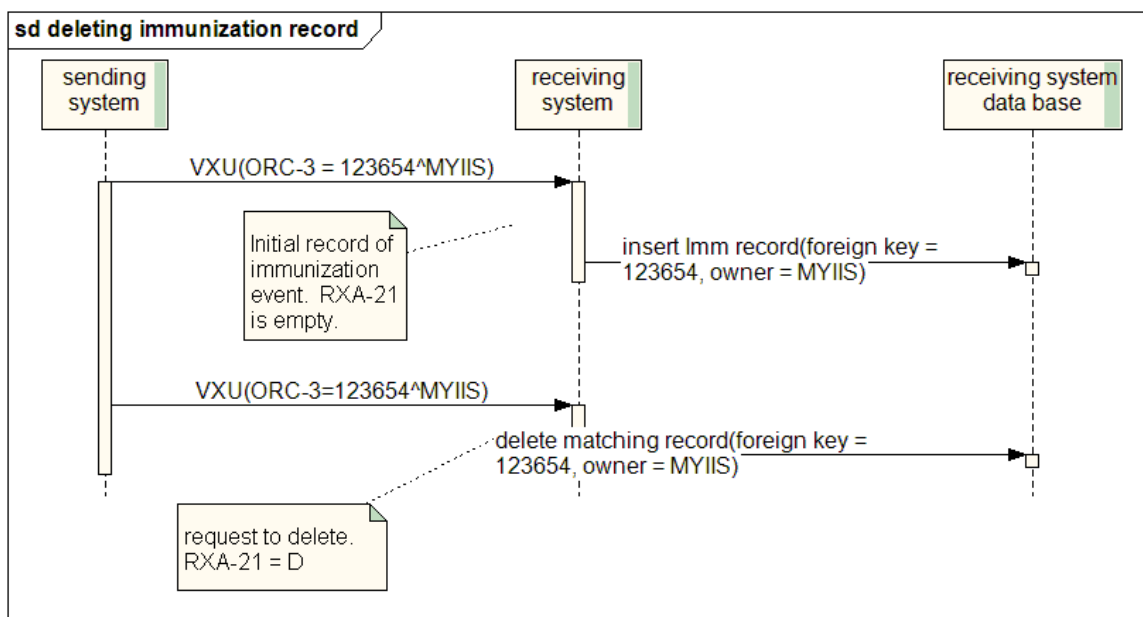 sd deleting immunization record
sending
system
receiving
system
receiving system
data base
VXU(ORC-3 = 123654^MYIIS)
Initial record of
immunization
event.  RXA-21
is empty.
insert Imm record(foreign key =
123654, owner = MYIIS)
VXU(ORC-3=123654^MYIIS)
delete matching record(foreign key =
123654, owner = MYIIS)
request to delete.
RXA-21 = D